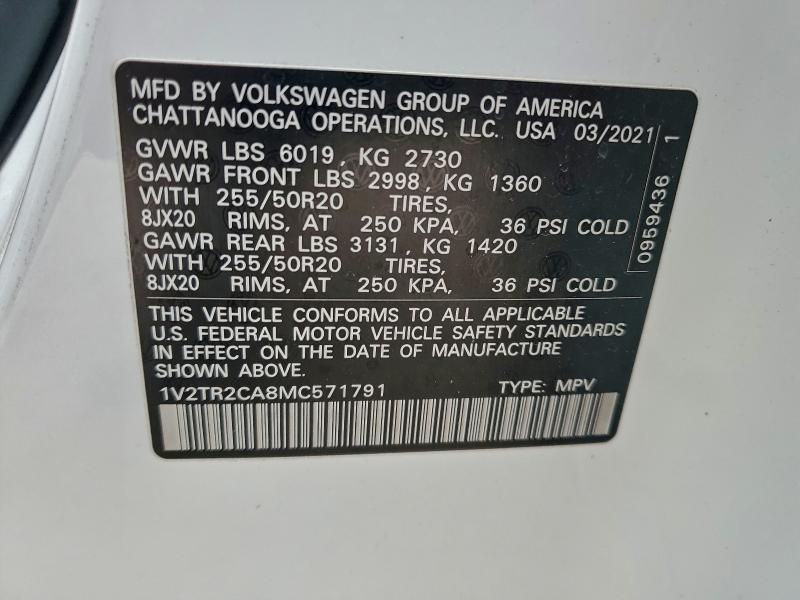 MFD BY VOLKSWAGEN GROUP OF AMERICA
CHATTANOOGA OPERATIONS, LLC. USA 03/2021
GVWR LBS 6019, KG 2730
GAWR FRONT LBS 2998, KG 1360
WITH 255/50R20 TIRES,
8JX20 RIMS, AT 250 KPA, 36 PSI COLD
GAWR REAR LBS 3131, KG 1420
WITH 255/50R20 TIRES,
8JX20 RIMS, AT 250 KPA, 36 PSI COLD
THIS VEHICLE CONFORMS TO ALL APPLICABLE
U.S. FEDERAL MOTOR VEHICLE SAFETY STANDARDS
IN EFFECT ON THE DATE OF MANUFACTURE
SHOWN ABOVE.
1V2TR2CA8MC571791 TYPE: MPV
0959436 1